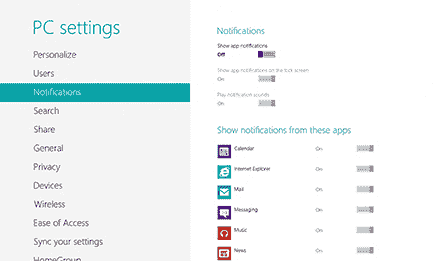 PC settings
Personalize
Users
Notifications
Search
Share
General
Privacy
Devices
Wireless
Ease of Access
Sync your settings
HomeGroup
Notifications
Show app notifications
Off
Show app notifications on the lock screen
On
Play notification sounds
On
Show notifications from these apps
Calendar On
Internet Explorer On
Mail On
Messaging On
Music On
News On